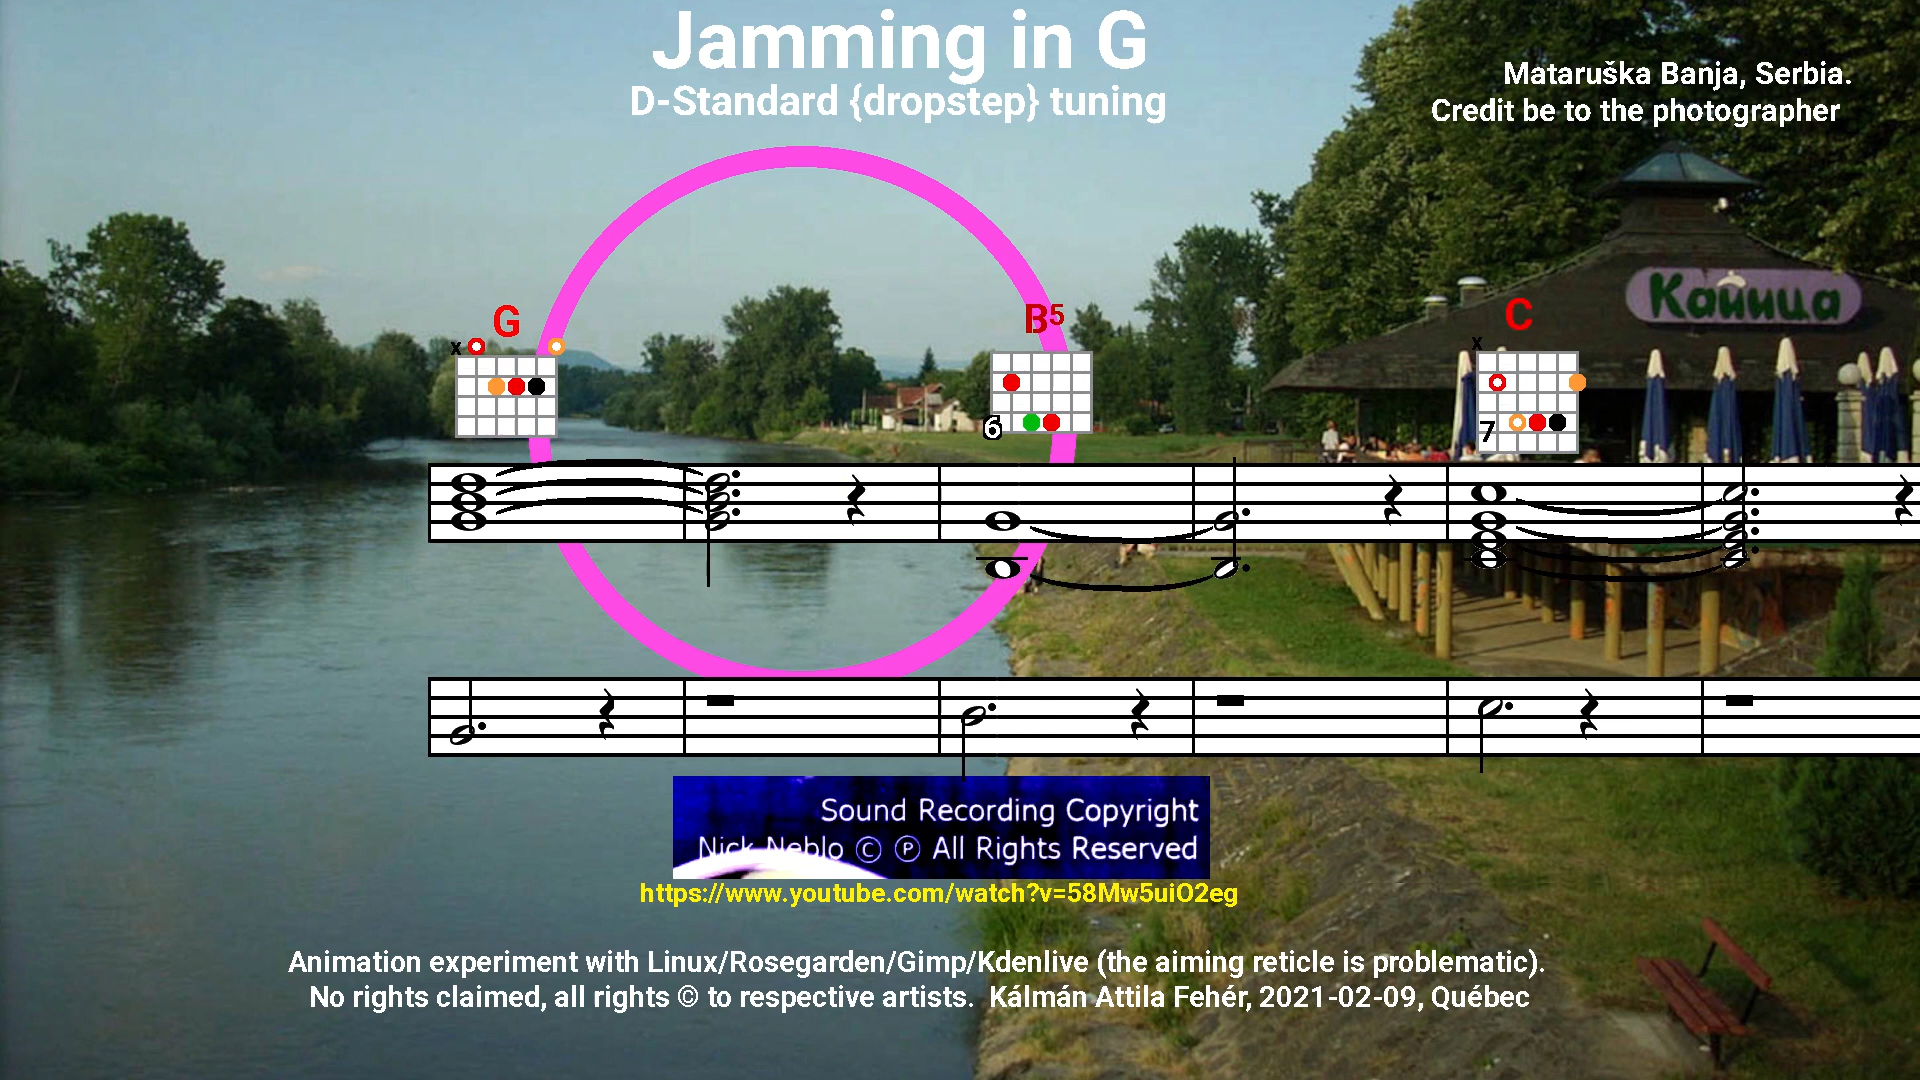 Jamming in G
D-Standard {dropstep} tuning
Mataruška Banja, Serbia.
Credit be to the photographer
Каница
G
B5
C
x
x
6
7
Sound Recording Copyright
Nick Neblo © ℗ All Rights Reserved
https://www.youtube.com/watch?v=58Mw5uiO2eg
Animation experiment with Linux/Rosegarden/Gimp/Kdenlive (the aiming reticle is problematic).
No rights claimed, all rights © to respective artists. Kálmán Attila Fehér, 2021-02-09, Québec